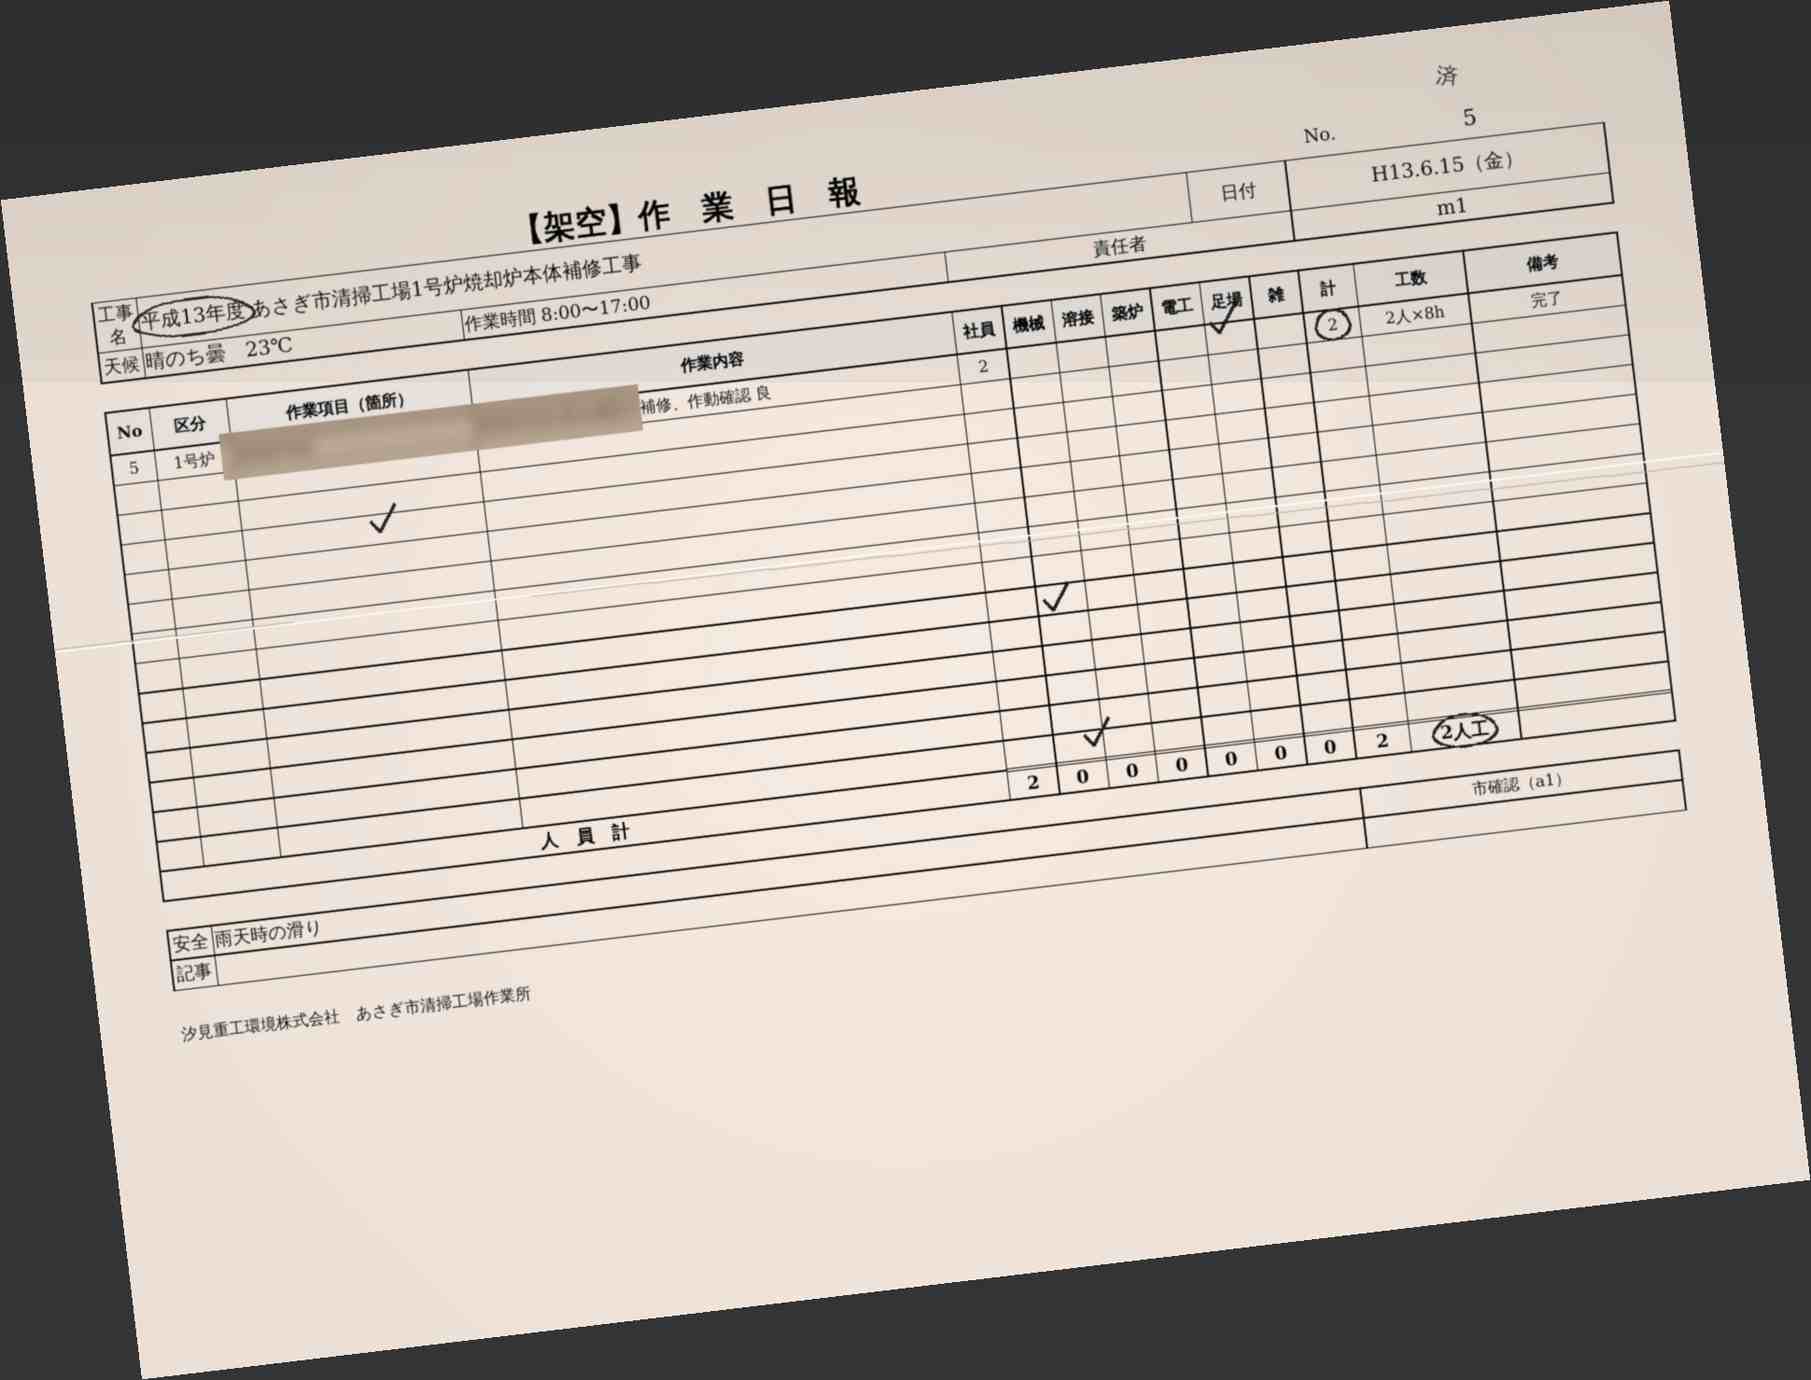 済
No. 5
【架空】作 業 日 報
工事名 平成13年度 あさぎ市清掃工場1号炉焼却炉本体補修工事 日付 H13.6.15（金）
天候 晴のち曇 23℃ 作業時間 8:00〜17:00 責任者 m1
No 区分 作業項目（箇所） 作業内容 社員 機械 溶接 築炉 電工 足場 雑 計 工数 備考
5 1号炉 補修、作動確認 良 2 2 2人×8h 完了
人 員 計 2 0 0 0 0 0 0 2 2人工
市確認（a1）
安全 雨天時の滑り
記事
汐見重工環境株式会社 あさぎ市清掃工場作業所